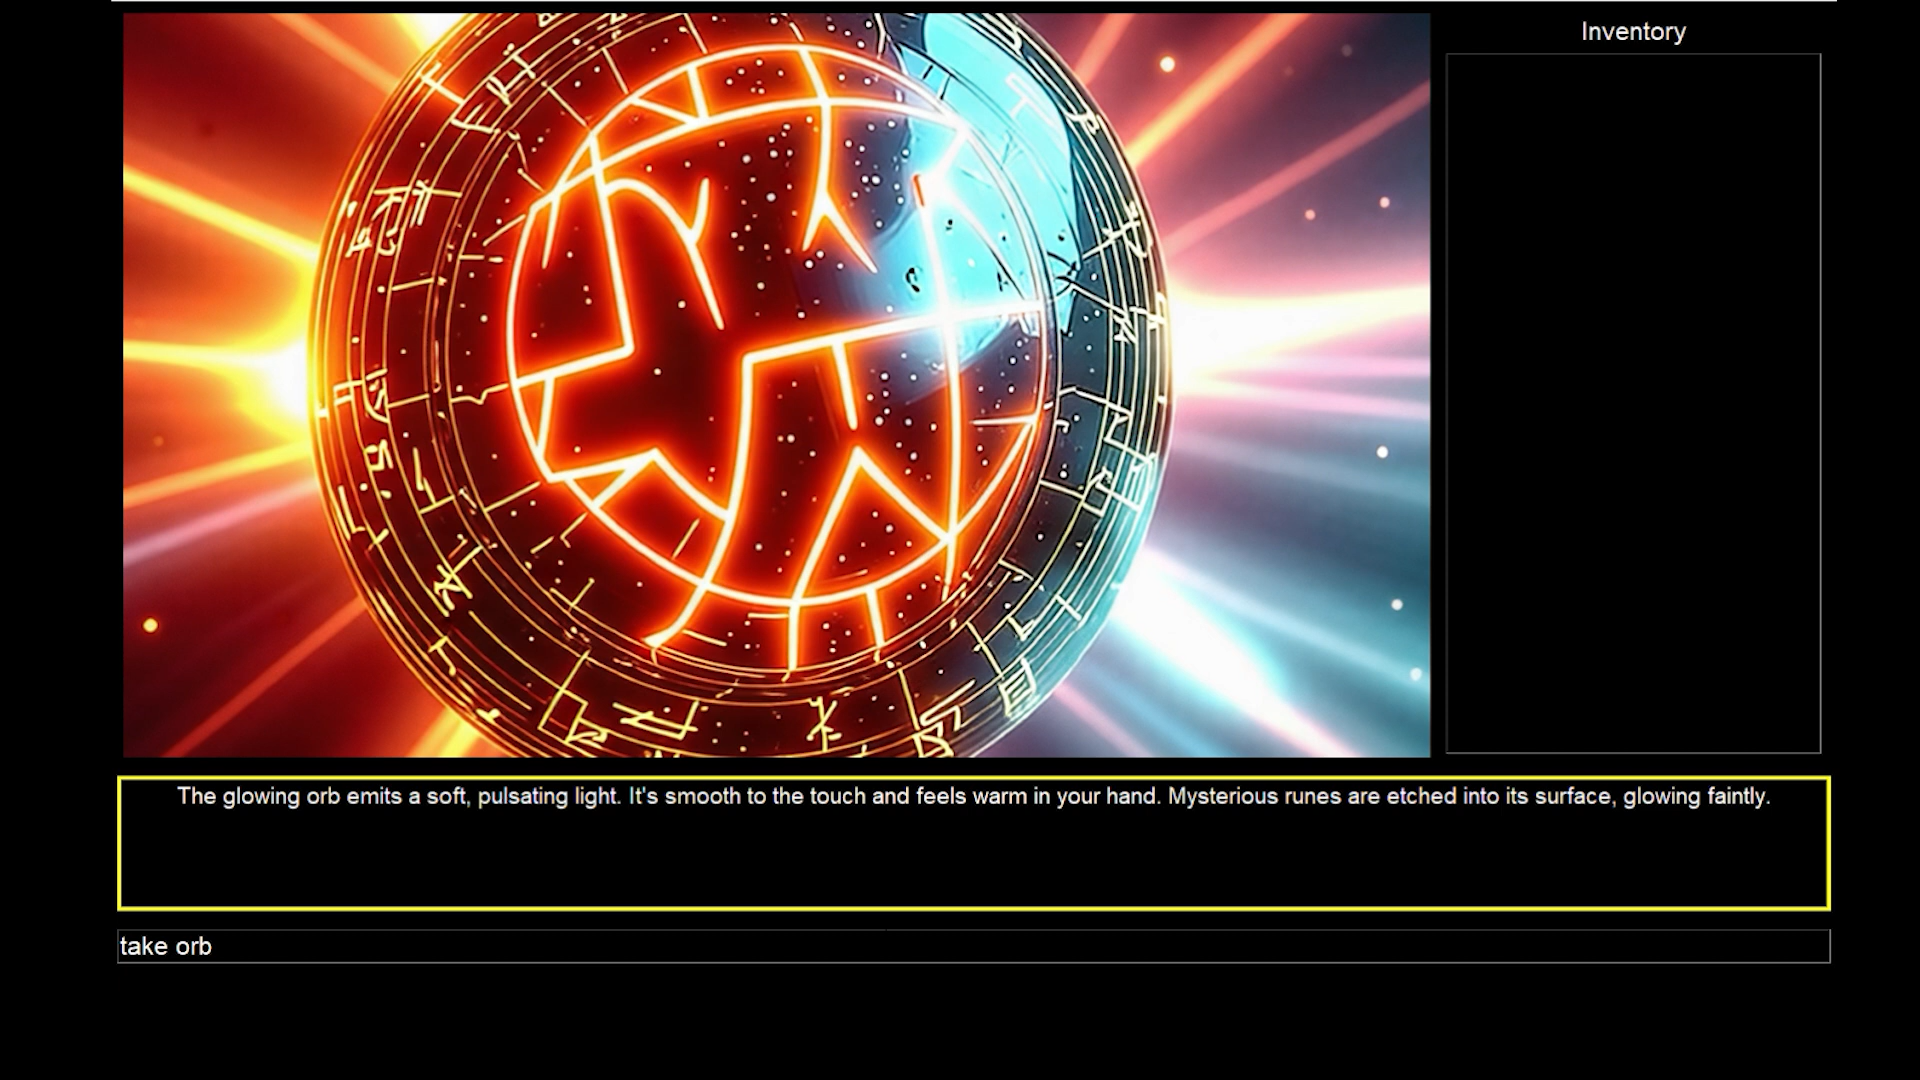 Inventory
The glowing orb emits a soft, pulsating light. It's smooth to the touch and feels warm in your hand. Mysterious runes are etched into its surface, glowing faintly.
take orb